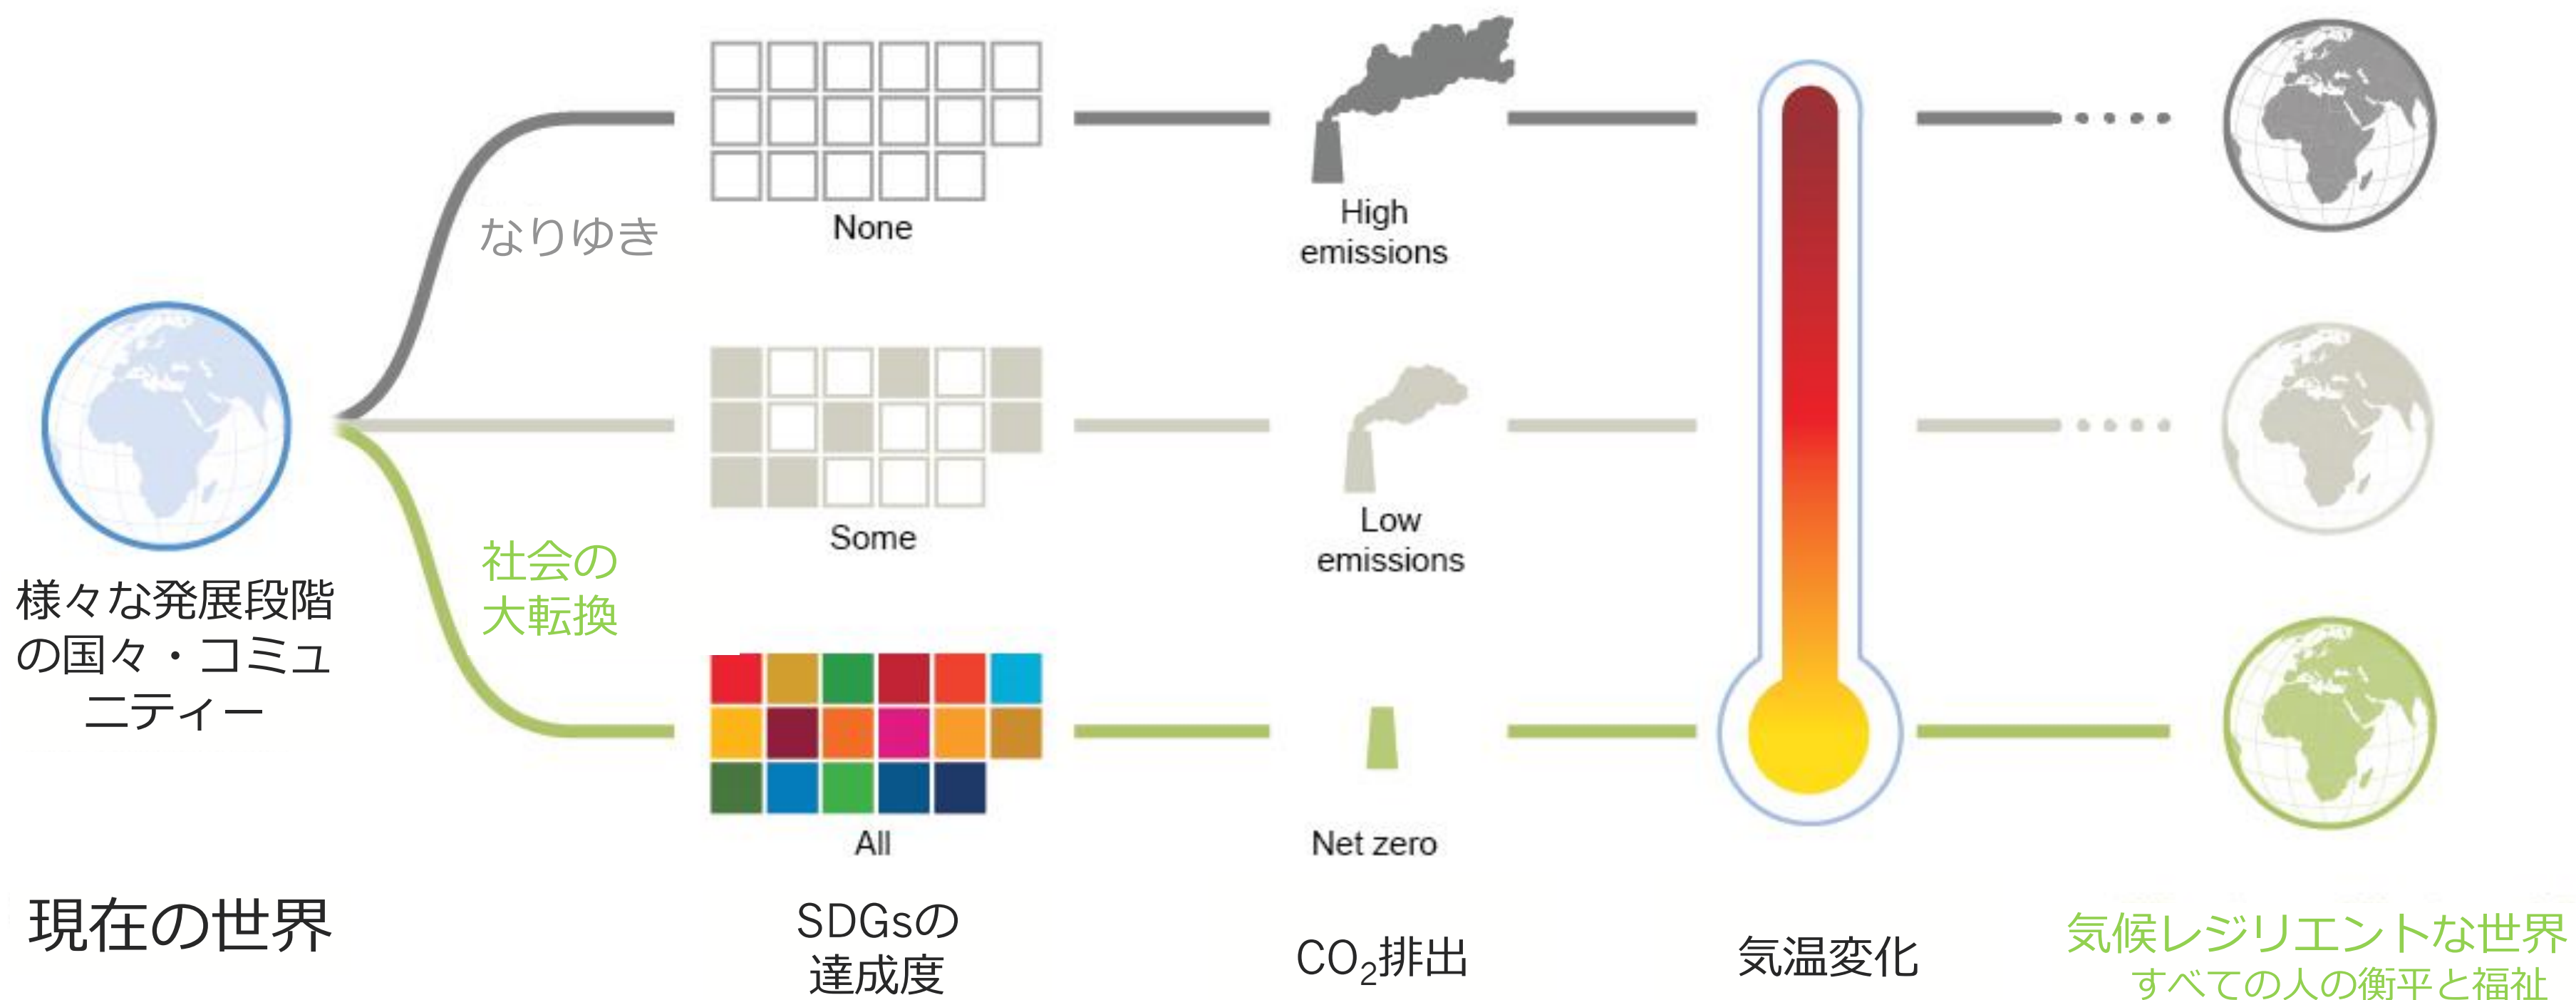 なりゆき
None
High
emissions
様々な発展段階
の国々・コミュ
ニティー
社会の
大転換
Some
Low
emissions
All
Net zero
現在の世界
SDGsの
達成度
CO₂排出
気温変化
気候レジリエントな世界
すべての人の衡平と福祉